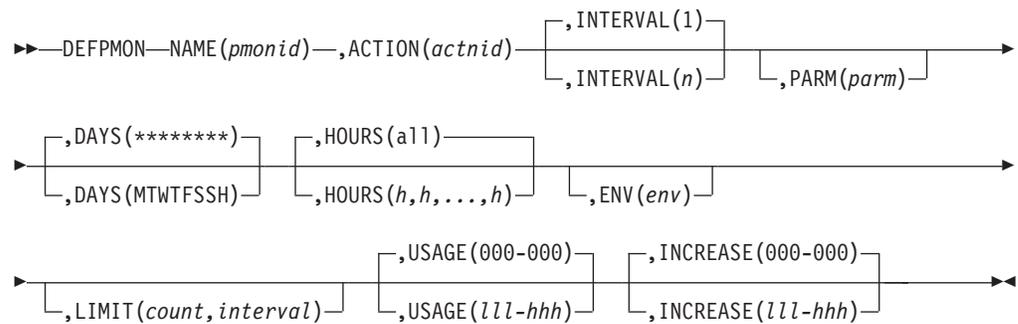 ,INTERVAL(1)
DEFPMON NAME(pmonid) ,ACTION(actnid)
,INTERVAL(n) ,PARM(parm)
,DAYS(********) ,HOURS(all)
,DAYS(MTWTFSSH) ,HOURS(h,h,...,h) ,ENV(env)
,USAGE(000-000) ,INCREASE(000-000)
,LIMIT(count,interval) ,USAGE(lll-hhh) ,INCREASE(lll-hhh)